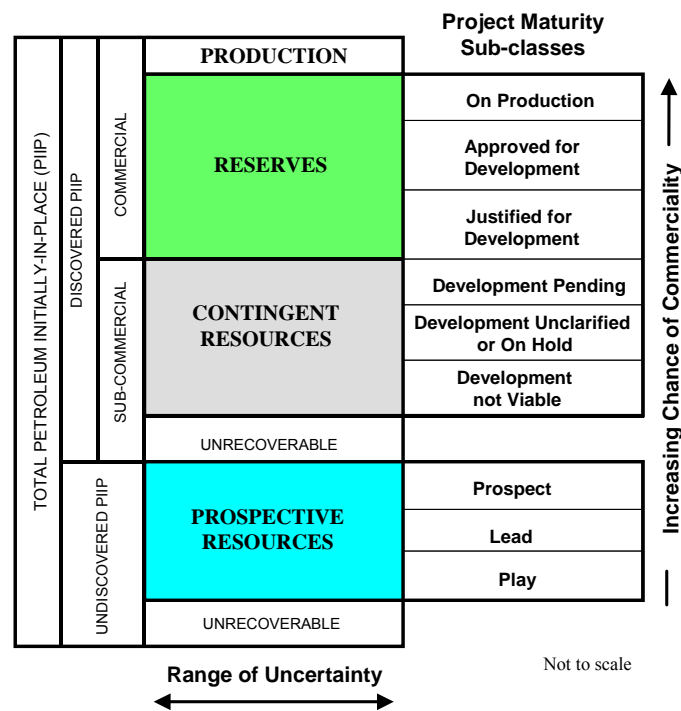 Project Maturity
Sub-classes
PRODUCTION
On Production
RESERVES
Approved for
Development
Justified for
Development
CONTINGENT
RESOURCES
Development Pending
Development Unclarified
or On Hold
Development
not Viable
UNRECOVERABLE
PROSPECTIVE
RESOURCES
Prospect
Lead
Play
UNRECOVERABLE
TOTAL PETROLEUM INITIALLY-IN-PLACE (PIIP)
DISCOVERED PIIP
UNDISCOVERED PIIP
COMMERCIAL
SUB-COMMERCIAL
Increasing Chance of Commerciality
Range of Uncertainty
Not to scale